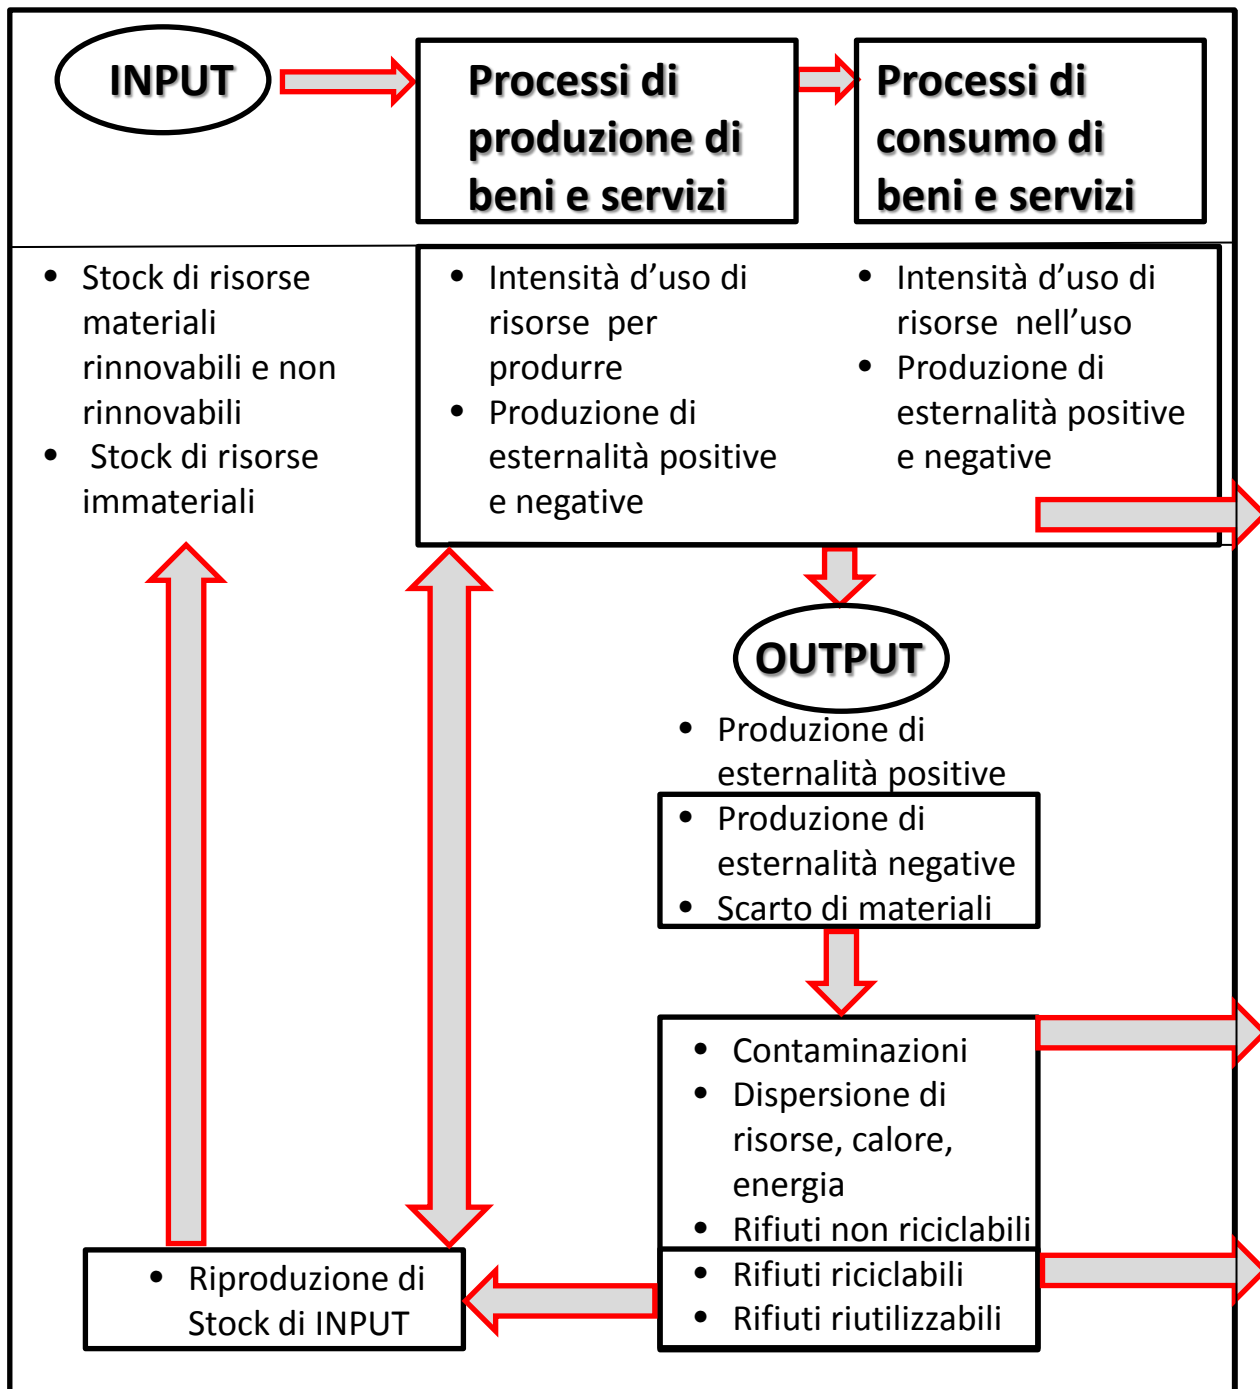 INPUT
Processi di
produzione di
beni e servizi
Processi di
consumo di
beni e servizi
• Stock di risorse
materiali
rinnovabili e non
rinnovabili
• Stock di risorse
immateriali
• Intensità d’uso di
risorse per
produrre
• Produzione di
esternalità positive
e negative
• Intensità d’uso di
risorse nell’uso
• Produzione di
esternalità positive
e negative
OUTPUT
• Produzione di
esternalità positive
• Produzione di
esternalità negative
• Scarto di materiali
• Contaminazioni
• Dispersione di
risorse, calore,
energia
• Rifiuti non riciclabili
• Rifiuti riciclabili
• Rifiuti riutilizzabili
• Riproduzione di
Stock di INPUT